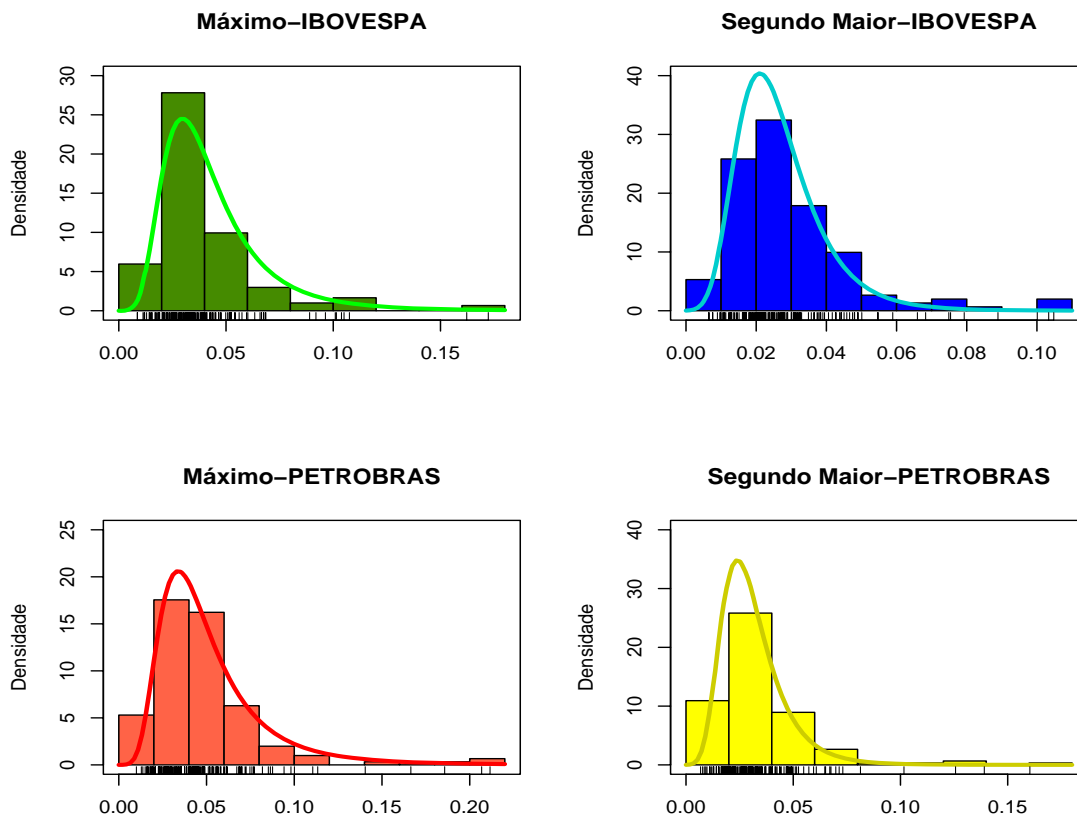 Máximo−IBOVESPA
Densidade
0 5 10 15 20 25 30
0.00 0.05 0.10 0.15
Segundo Maior−IBOVESPA
Densidade
0 10 20 30 40
0.00 0.02 0.04 0.06 0.08 0.10
Máximo−PETROBRAS
Densidade
0 5 10 15 20 25
0.00 0.05 0.10 0.15 0.20
Segundo Maior−PETROBRAS
Densidade
0 10 20 30 40
0.00 0.05 0.10 0.15